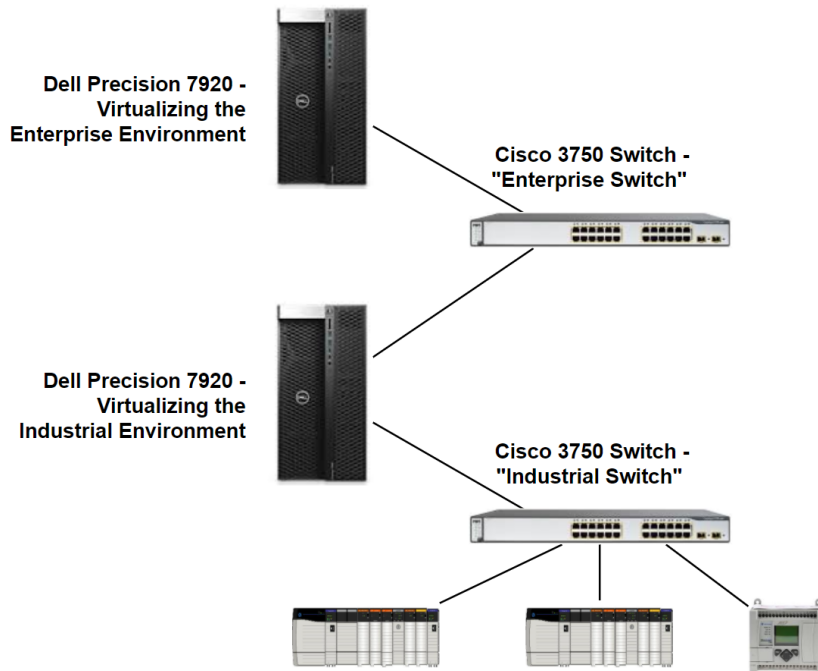 Dell Precision 7920 -
Virtualizing the
Enterprise Environment
Cisco 3750 Switch -
"Enterprise Switch"
Dell Precision 7920 -
Virtualizing the
Industrial Environment
Cisco 3750 Switch -
"Industrial Switch"